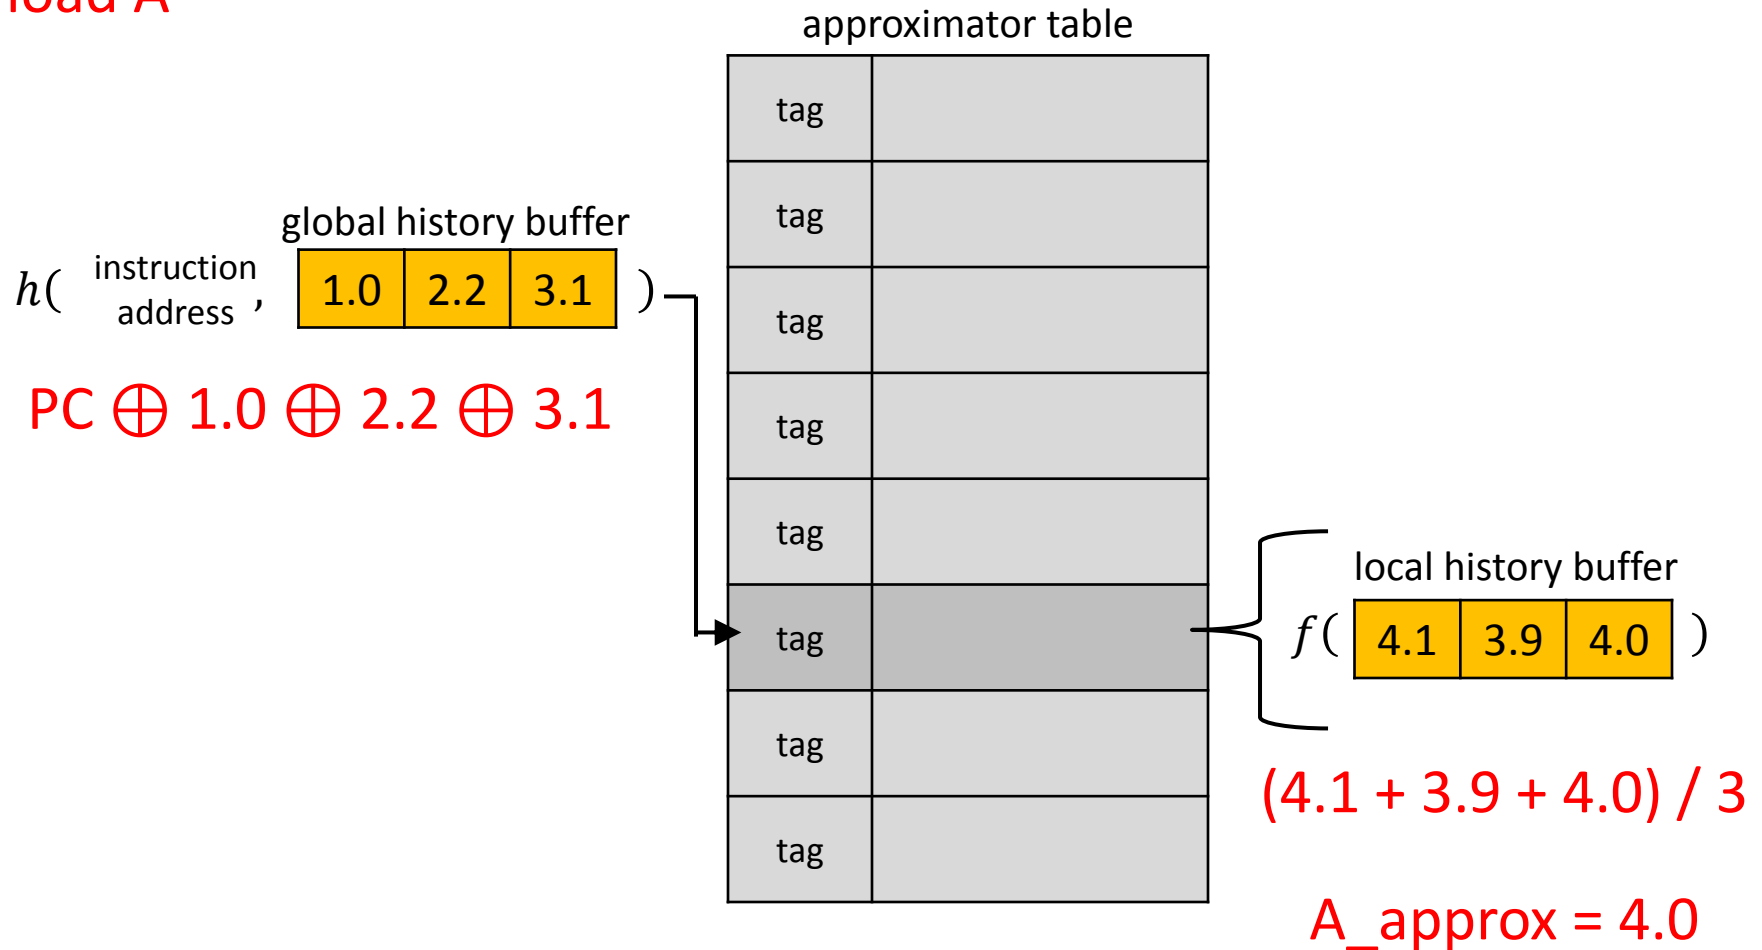 load A
approximator table
tag
tag
global history buffer
h( instruction address, 1.0 2.2 3.1 )
tag
PC ⊕ 1.0 ⊕ 2.2 ⊕ 3.1
tag
tag
local history buffer
tag
f( 4.1 3.9 4.0 )
tag
(4.1 + 3.9 + 4.0) / 3
tag
A_approx = 4.0